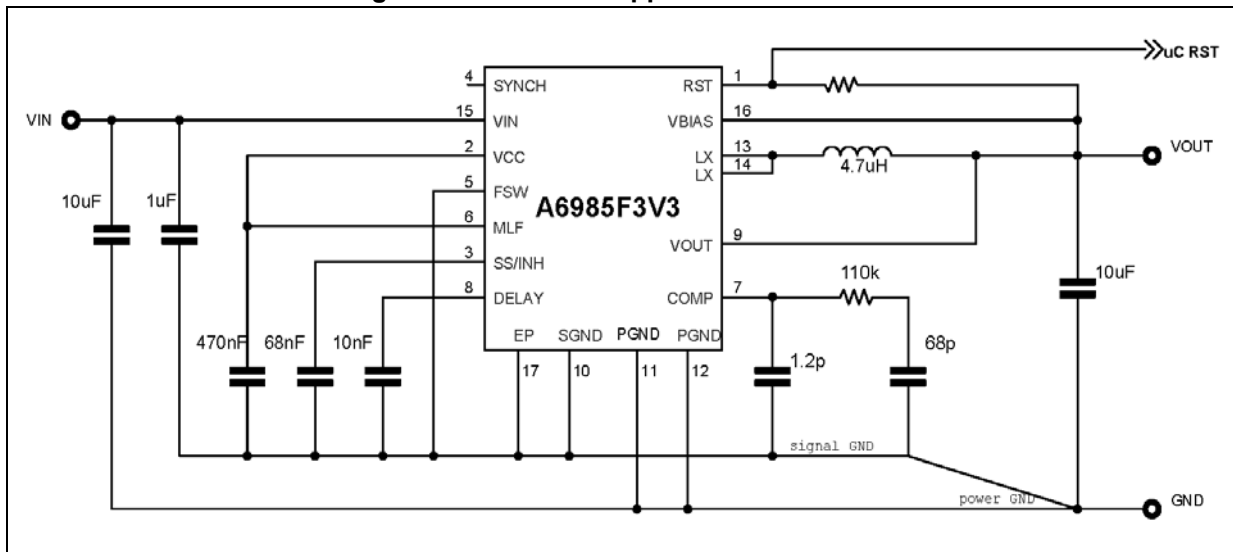 uC RST
4 SYNCH RST 1
VIN 15 VIN VBIAS 16
2 VCC LX 13 VOUT
LX 14 4.7uH
10uF 1uF 5 FSW
A6985F3V3
6 MLF
VOUT 9
3 SS/INH 110k 10uF
8 DELAY COMP 7
EP SGND PGND PGND
470nF 68nF 10nF 68p
17 10 11 12 1.2p
signal GND
power GND GND